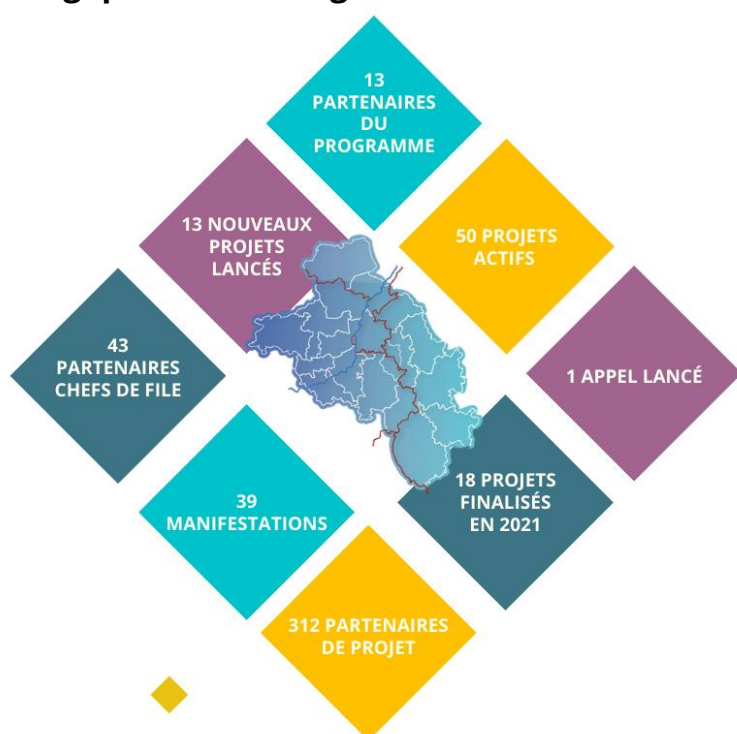 13
PARTENAIRES
DU
PROGRAMME
13 NOUVEAUX
PROJETS
LANCÉS
50 PROJETS
ACTIFS
43
PARTENAIRES
CHEFS DE FILE
1 APPEL LANCÉ
39
MANIFESTATIONS
18 PROJETS
FINALISÉS
EN 2021
312 PARTENAIRES
DE PROJET